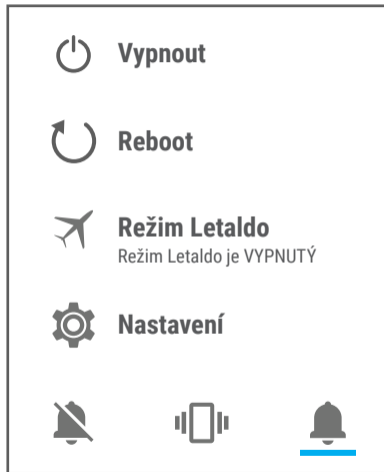 Vypnout
Reboot
Režim Letaldo
Režim Letaldo je VYPNUTÝ
Nastavení